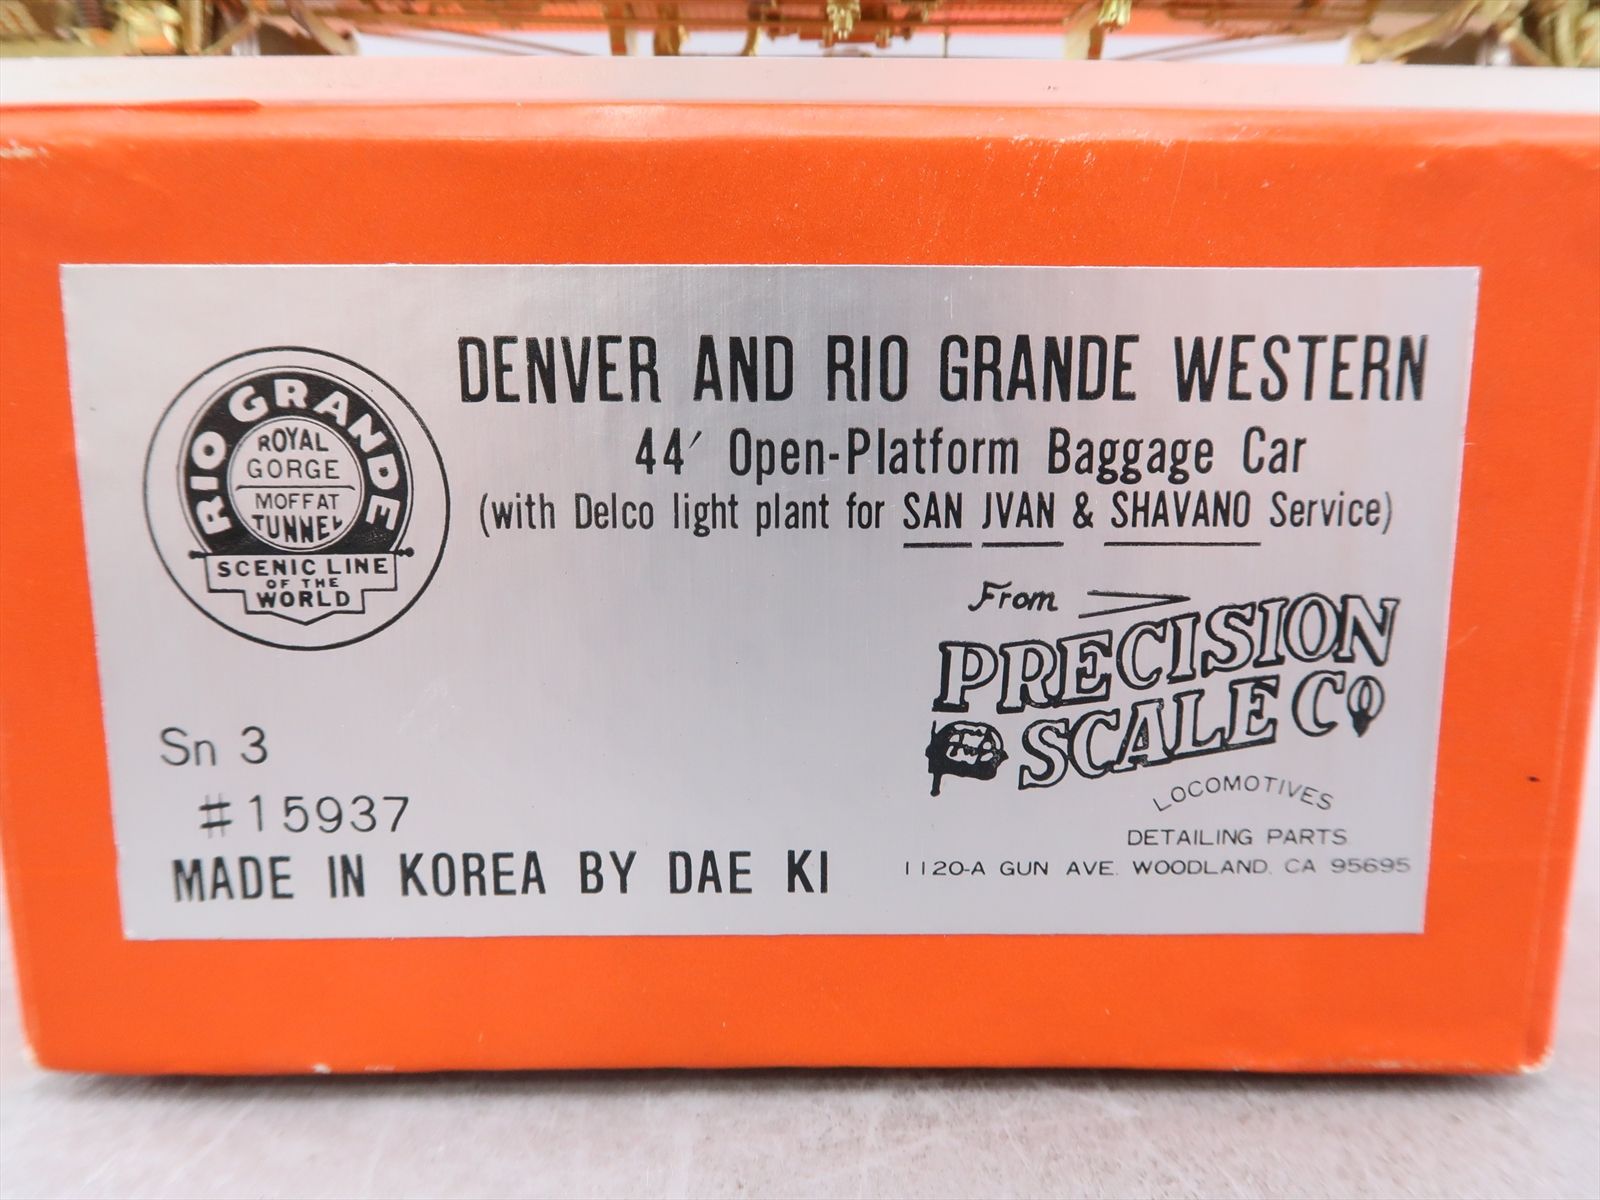 DENVER AND RIO GRANDE WESTERN
44′ Open-Platform Baggage Car
(with Delco light plant for SAN JVAN & SHAVANO Service)
RIO GRANDE
ROYAL
GORGE
MOFFAT
TUNNEL
SCENIC LINE
OF THE
WORLD
From
PRECISION
SCALE Co
LOCOMOTIVES
DETAILING PARTS
1120-A GUN AVE. WOODLAND, CA 95695
Sn 3
#15937
MADE IN KOREA BY DAE KI